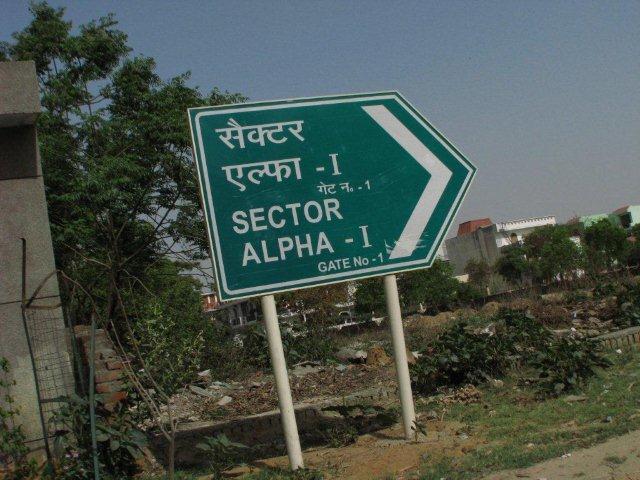 सैक्टर
एल्फा -I
गेट न॰ -1
SECTOR
ALPHA -I
GATE No -1